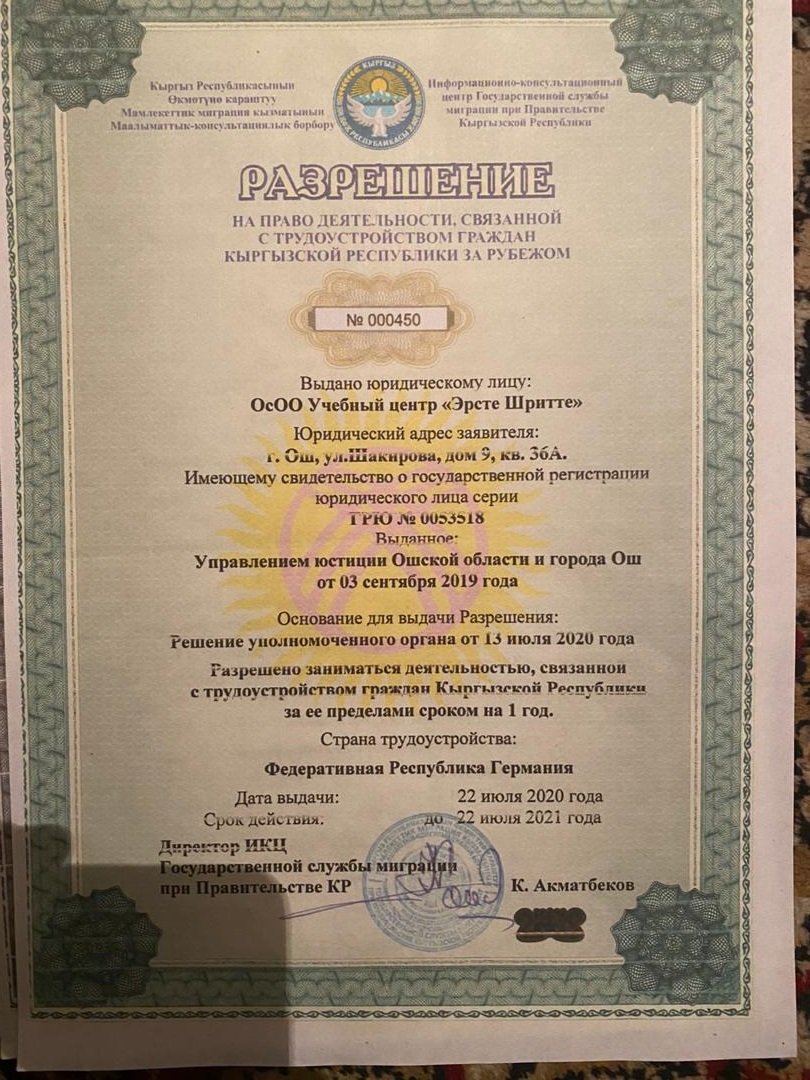 Кыргыз Республикасынын
Өкмөтүнө караштуу
Мамлекеттик миграция кызматынын
Маалыматтык-консультациялык борбору
КЫРГЫЗ
РЕСПУБЛИКАСЫ
Информационно-консультационный
центр Государственной службы
миграции при Правительстве
Кыргызской Республики
РАЗРЕШЕНИЕ
НА ПРАВО ДЕЯТЕЛЬНОСТИ, СВЯЗАННОЙ
С ТРУДОУСТРОЙСТВОМ ГРАЖДАН
КЫРГЫЗСКОЙ РЕСПУБЛИКИ ЗА РУБЕЖОМ
№ 000450
Выдано юридическому лицу:
ОсОО Учебный центр «Эрсте Шритте»
Юридический адрес заявителя:
г. Ош, ул.Шакирова, дом 9, кв. 36А.
Имеющему свидетельство о государственной регистрации
юридического лица серии
ГРЮ № 0053518
Выданное:
Управлением юстиции Ошской области и города Ош
от 03 сентября 2019 года
Основание для выдачи Разрешения:
Решение уполномоченного органа от 13 июля 2020 года
Разрешено заниматься деятельностью, связанной
с трудоустройством граждан Кыргызской Республики
за ее пределами сроком на 1 год.
Страна трудоустройства:
Федеративная Республика Германия
Дата выдачи: 22 июля 2020 года
Срок действия: до 22 июля 2021 года
Директор ИКЦ
Государственной службы миграции
при Правительстве КР К. Акматбеков